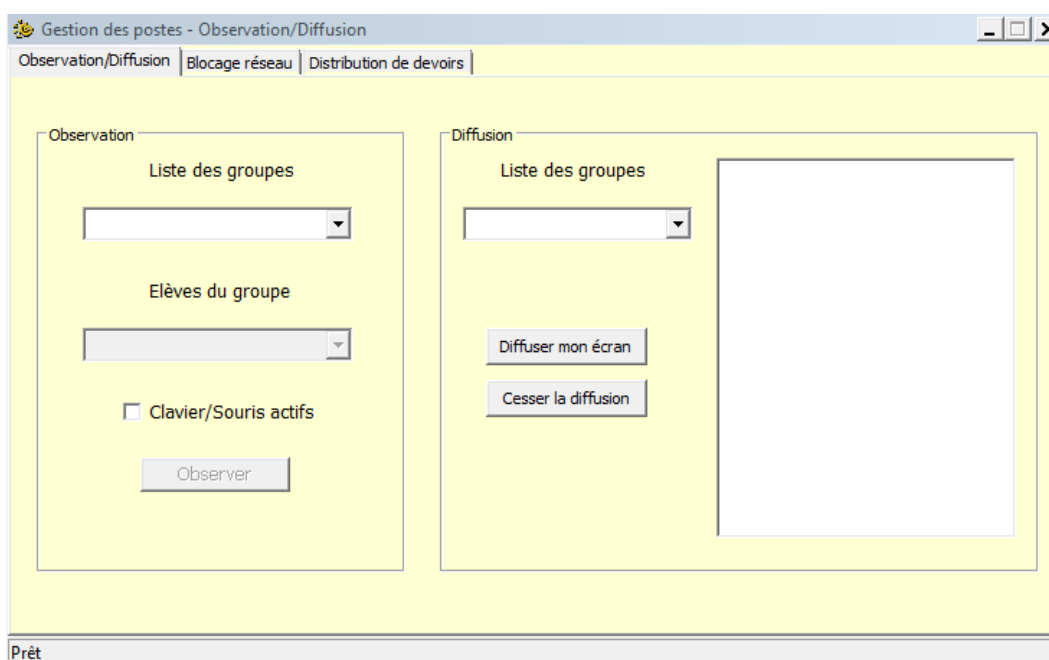 Gestion des postes - Observation/Diffusion
Observation/Diffusion Blocage réseau Distribution de devoirs
Observation
Liste des groupes
Elèves du groupe
Clavier/Souris actifs
Observer
Diffusion
Liste des groupes
Diffuser mon écran
Cesser la diffusion
Prêt